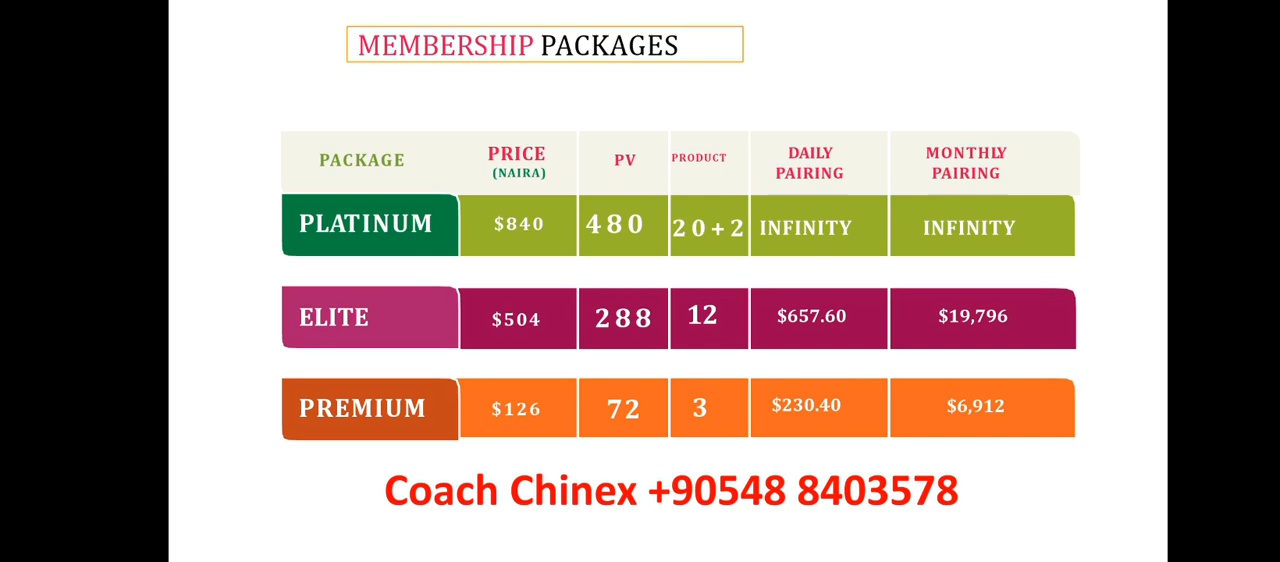 MEMBERSHIP PACKAGES
PACKAGE PRICE (NAIRA) PV PRODUCT DAILY PAIRING MONTHLY PAIRING
PLATINUM $840 480 20+2 INFINITY INFINITY
ELITE $504 288 12 $657.60 $19,796
PREMIUM $126 72 3 $230.40 $6,912
Coach Chinex +90548 8403578